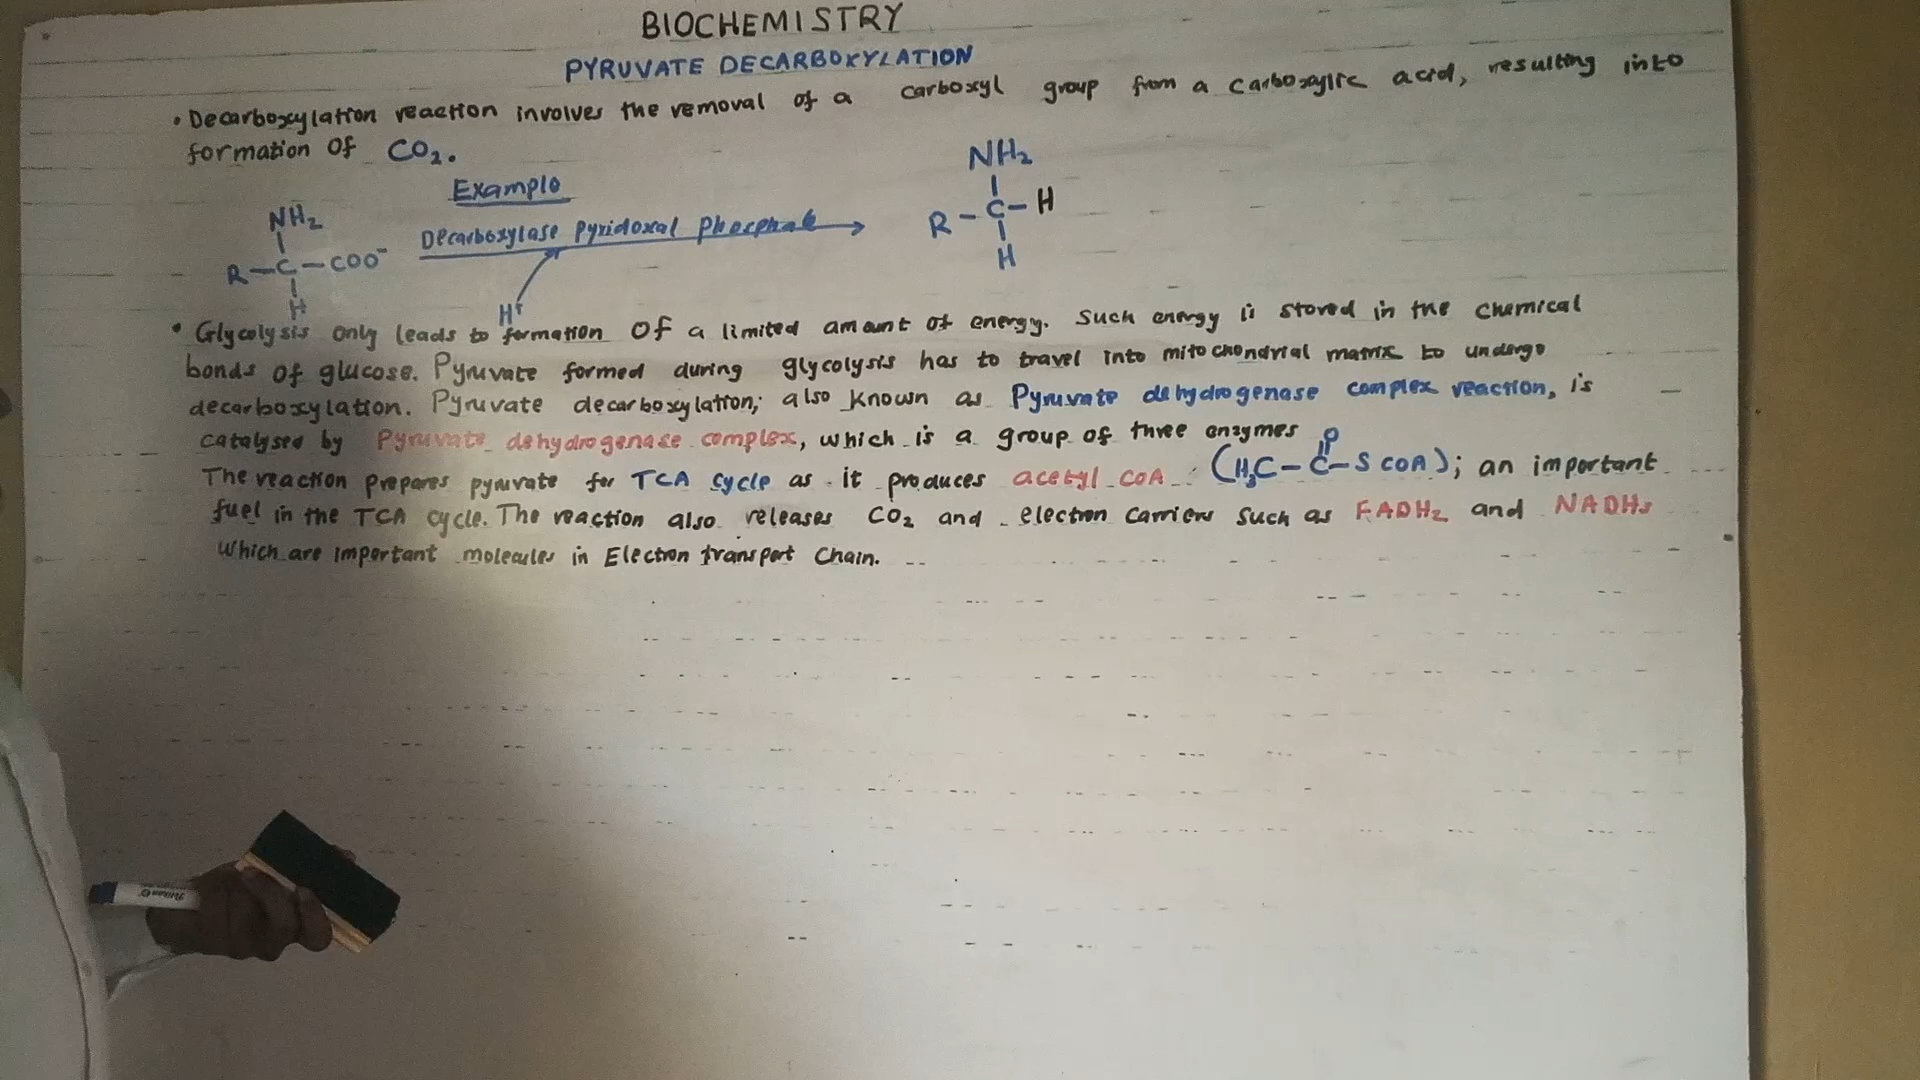 BIOCHEMISTRY
PYRUVATE DECARBOXYLATION
• Decarboxylation reaction involves the removal of a carboxyl group from a carboxylic acid, resulting into
formation of CO₂.
Example
NH₂
R-C-COO⁻
H
Decarboxylase Pyridoxal Phosphate
H⁺
NH₂
R-C-H
H
• Glycolysis only leads to formation of a limited amount of energy. Such energy is stored in the chemical
bonds of glucose. Pyruvate formed during glycolysis has to travel into mitochondrial matrix to undergo
decarboxylation. Pyruvate decarboxylation; also known as Pyruvate dehydrogenase complex reaction, is
catalysed by Pyruvate dehydrogenase complex, which is a group of three enzymes
The reaction prepares pyruvate for TCA cycle as it produces acetyl coA (H₃C-C-S COA); an important
O
fuel in the TCA cycle. The reaction also releases CO₂ and electron carriers such as FADH₂ and NADHs
Which are important molecules in Electron transport Chain.